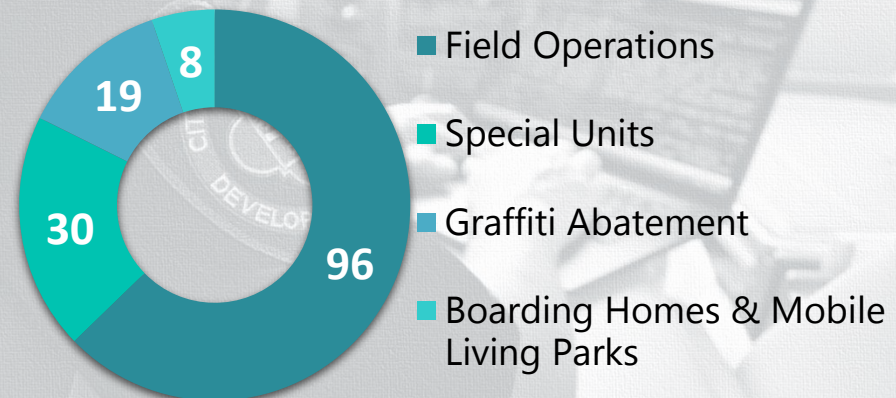 8
19
30
96
Field Operations
Special Units
Graffiti Abatement
Boarding Homes & Mobile
Living Parks